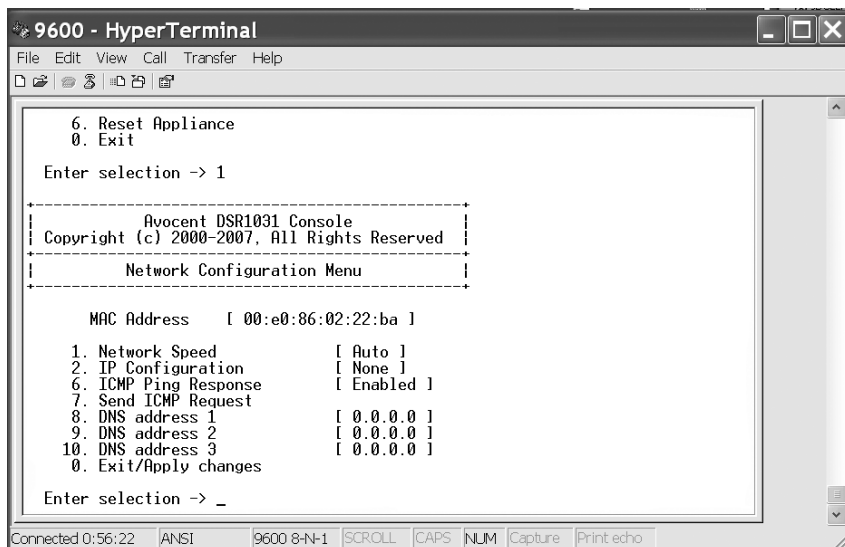 9600 - HyperTerminal
File Edit View Call Transfer Help
6. Reset Appliance
0. Exit
Enter selection -> 1
Avocent DSR1031 Console
Copyright (c) 2000-2007, All Rights Reserved
Network Configuration Menu
MAC Address [ 00:e0:86:02:22:ba ]
1. Network Speed [ Auto ]
2. IP Configuration [ None ]
6. ICMP Ping Response [ Enabled ]
7. Send ICMP Request
8. DNS address 1 [ 0.0.0.0 ]
9. DNS address 2 [ 0.0.0.0 ]
10. DNS address 3 [ 0.0.0.0 ]
0. Exit/Apply changes
Enter selection -> _
Connected 0:56:22 ANSI 9600 8-N-1 SCROLL CAPS NUM Capture Print echo